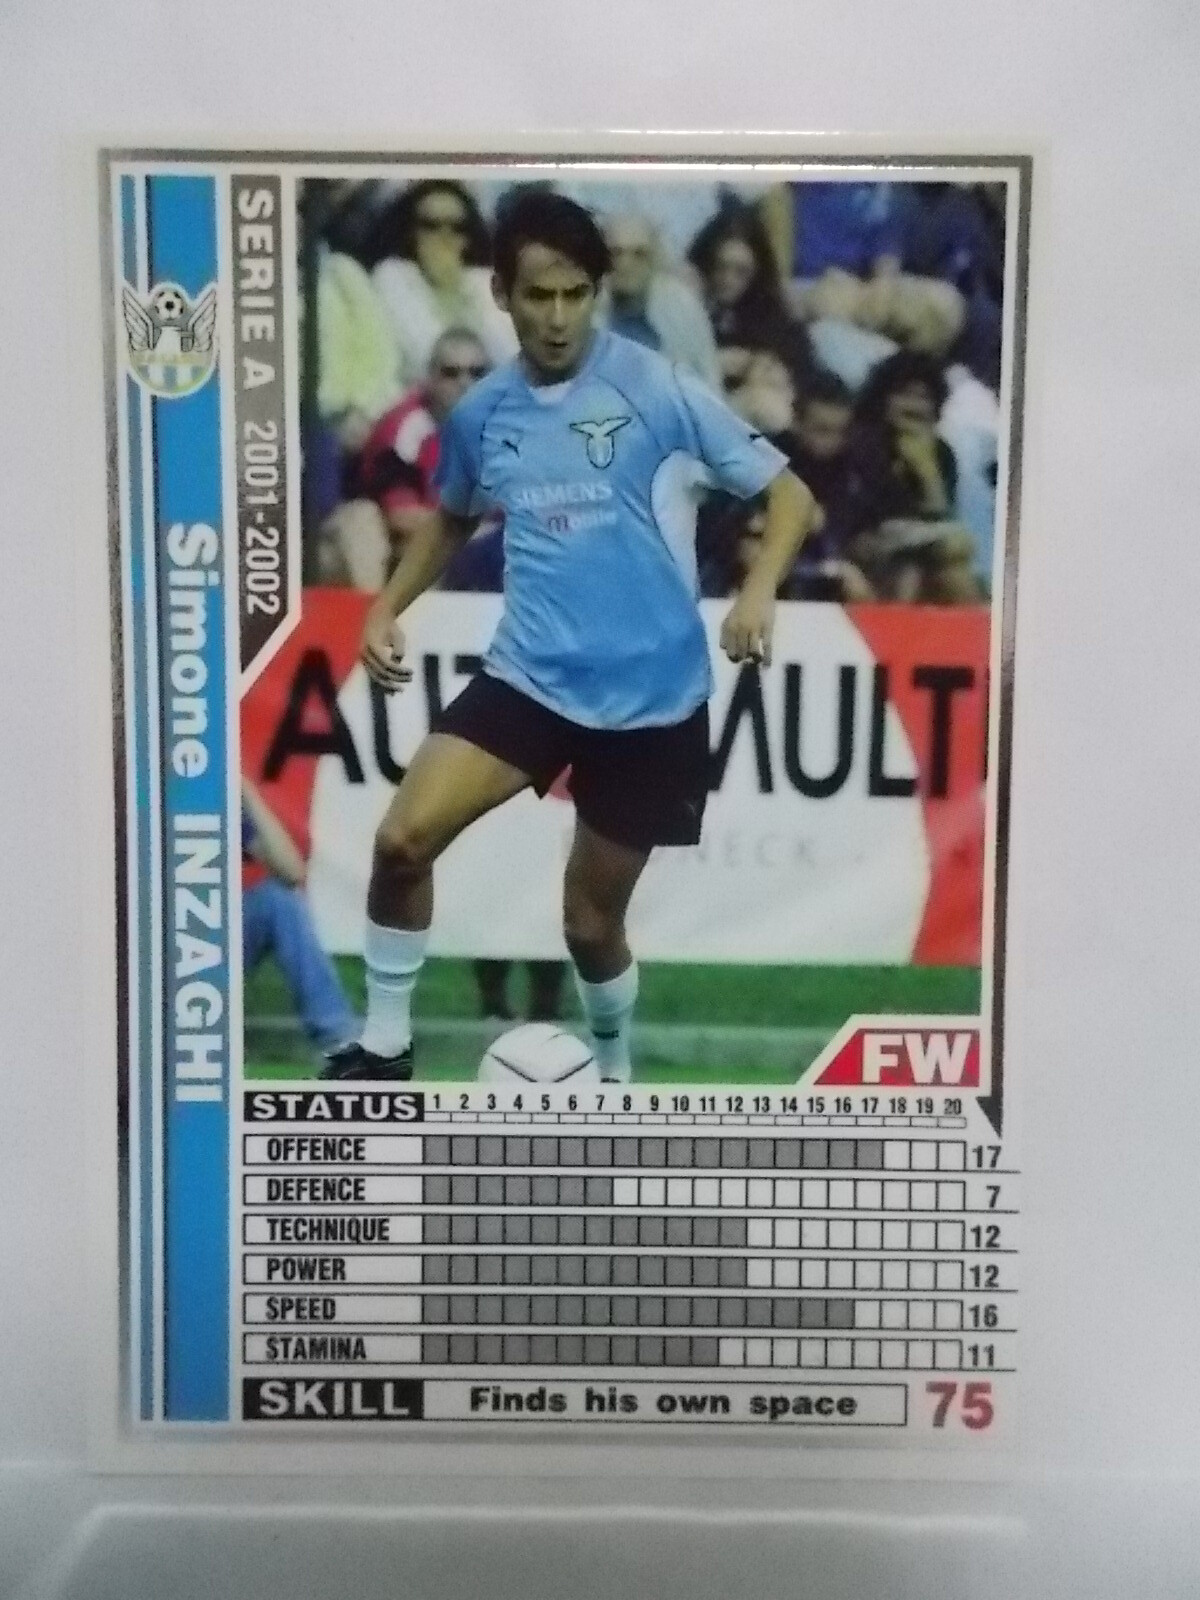 SERIE A 2001-2002
Simone INZAGHI
SIEMENS
mobile
MULTI
FW
STATUS 1 2 3 4 5 6 7 8 9 10 11 12 13 14 15 16 17 18 19 20
OFFENCE 17
DEFENCE 7
TECHNIQUE 12
POWER 12
SPEED 16
STAMINA 11
SKILL Finds his own space 75